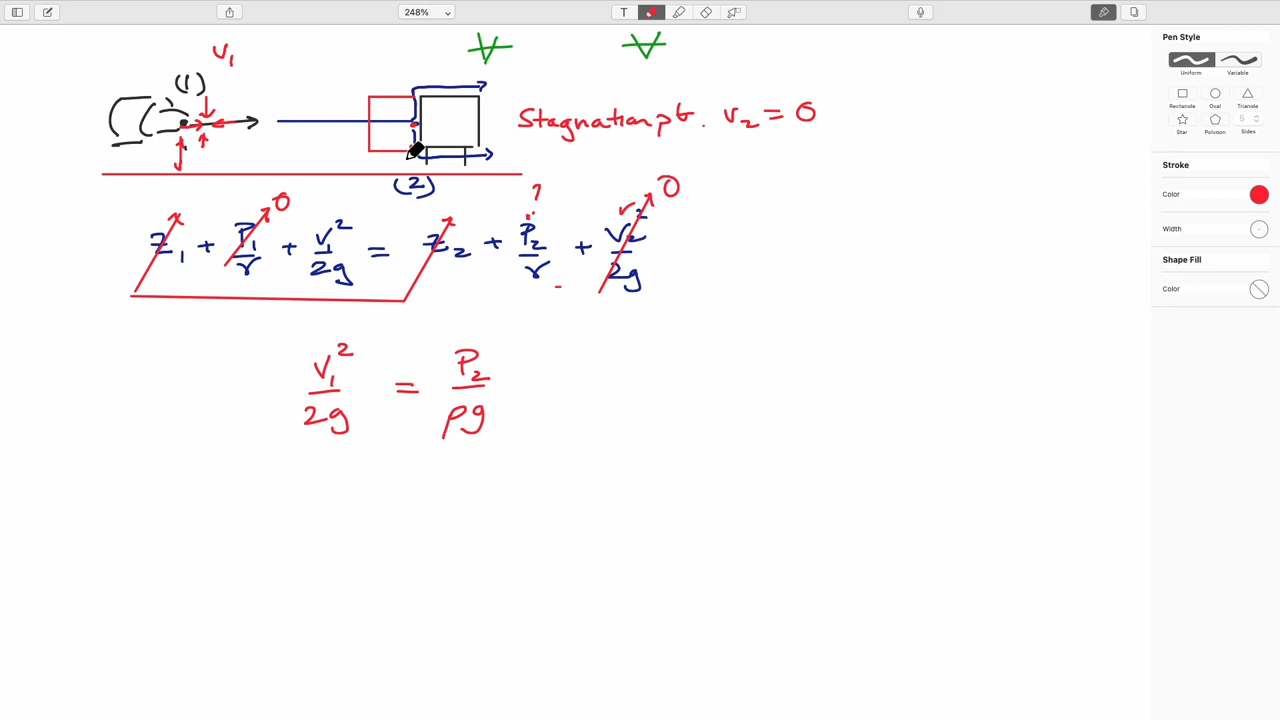 248%
T
Pen Style
Uniform
Variable
Rectangle
Oval
Triangle
Star
Polygon
5
Sides
Stroke
Color
Width
Shape Fill
Color
V₁
(1)
Stagnation pt. V₂ = 0
(2)
?
0
0
Z₁ + P₁/γ + V₁²/2g = Z₂ + P₂/γ + V₂²/2g
V₁²/2g = P₂/ρg